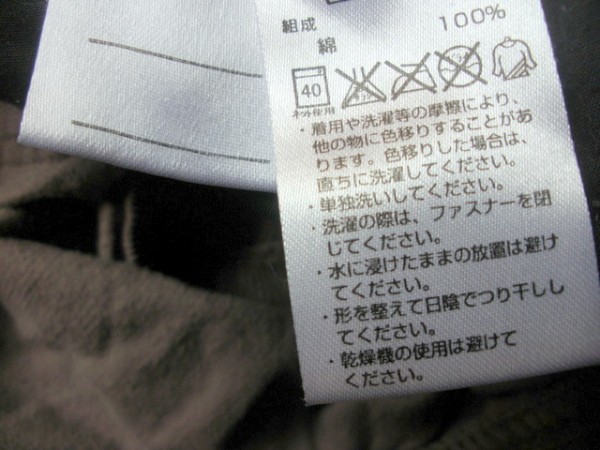 組成
綿 100%
40
ネット使用
・着用や洗濯等の摩擦により、
他の物に色移りすることがあ
ります。色移りした場合は、
直ちに洗濯してください。
・単独洗いしてください。
・洗濯の際は、ファスナーを閉
じてください。
・水に浸けたままの放置は避け
てください。
・形を整えて日陰でつり干しし
てください。
・乾燥機の使用は避けて
ください。